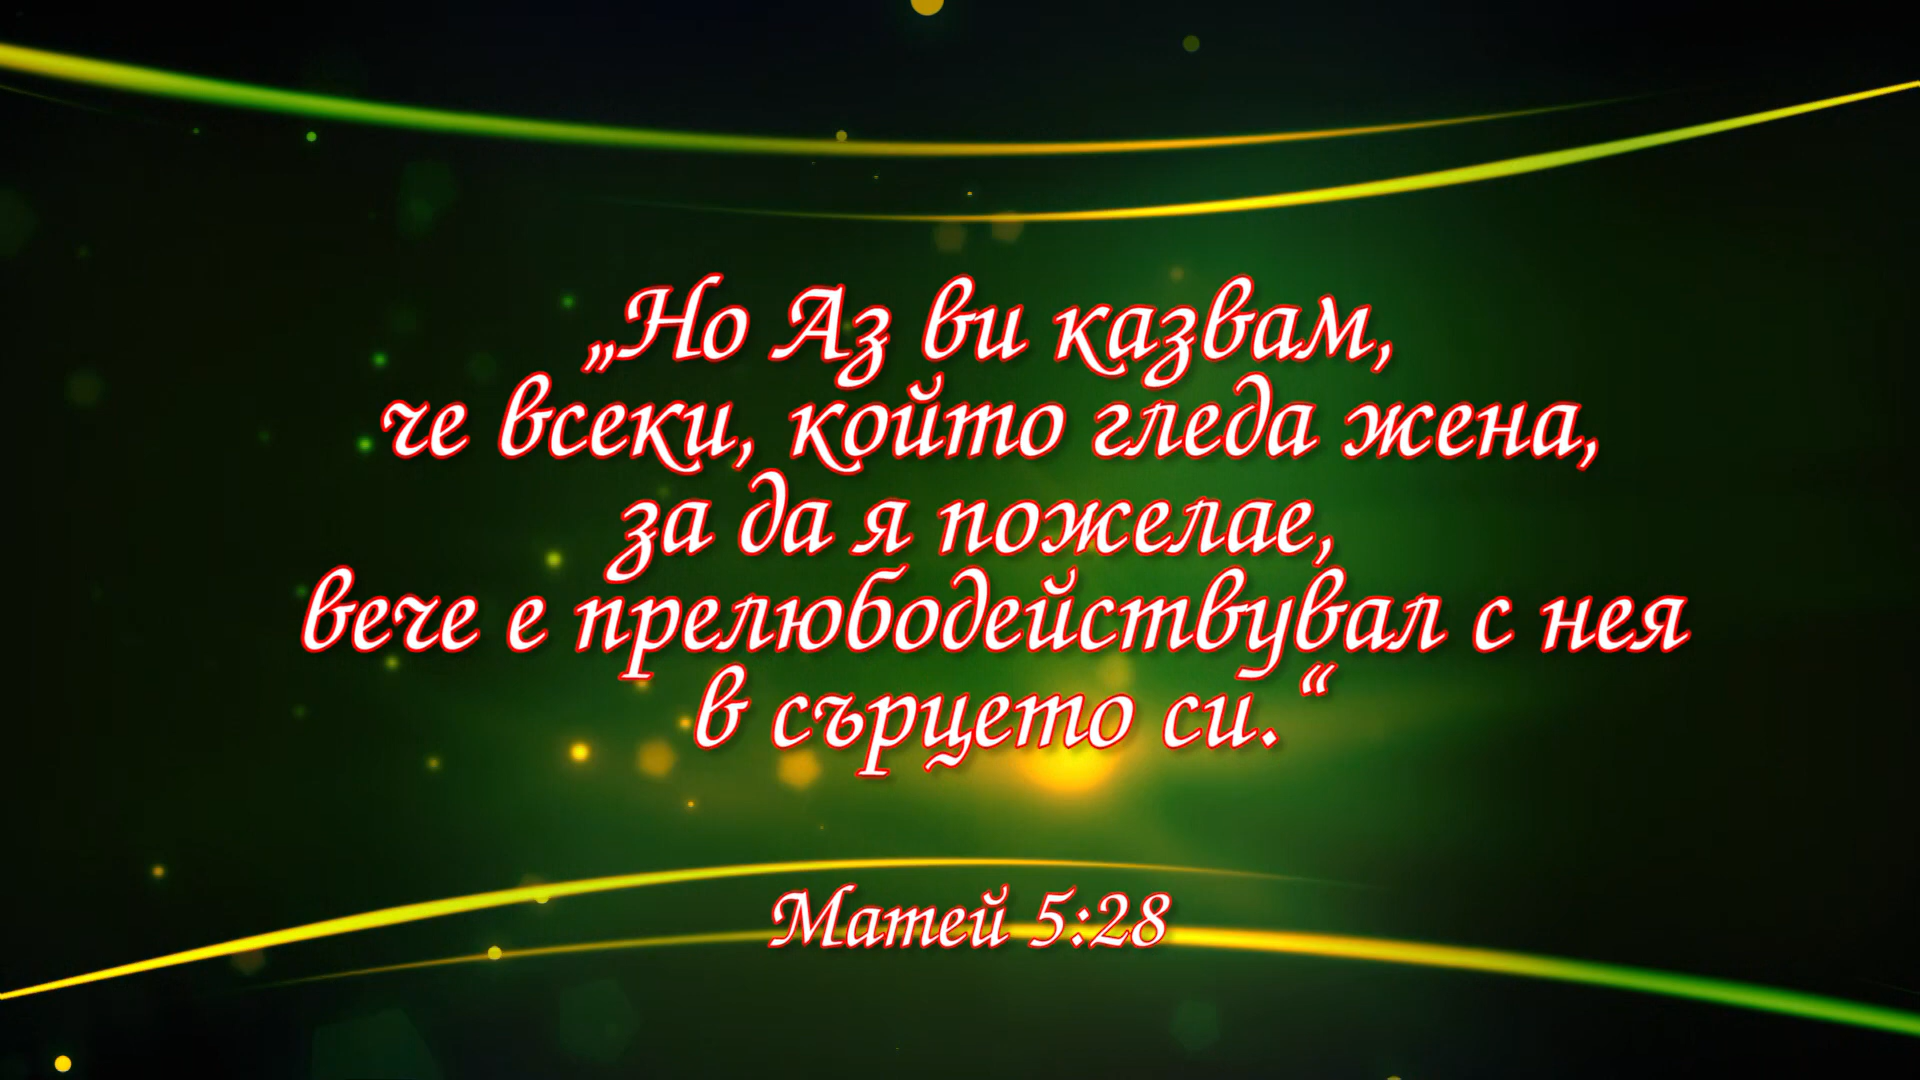 „Но Аз ви казвам,
че всеки, който гледа жена,
за да я пожелае,
вече е прелюбодействувал с нея
в сърцето си.“
Матей 5:28